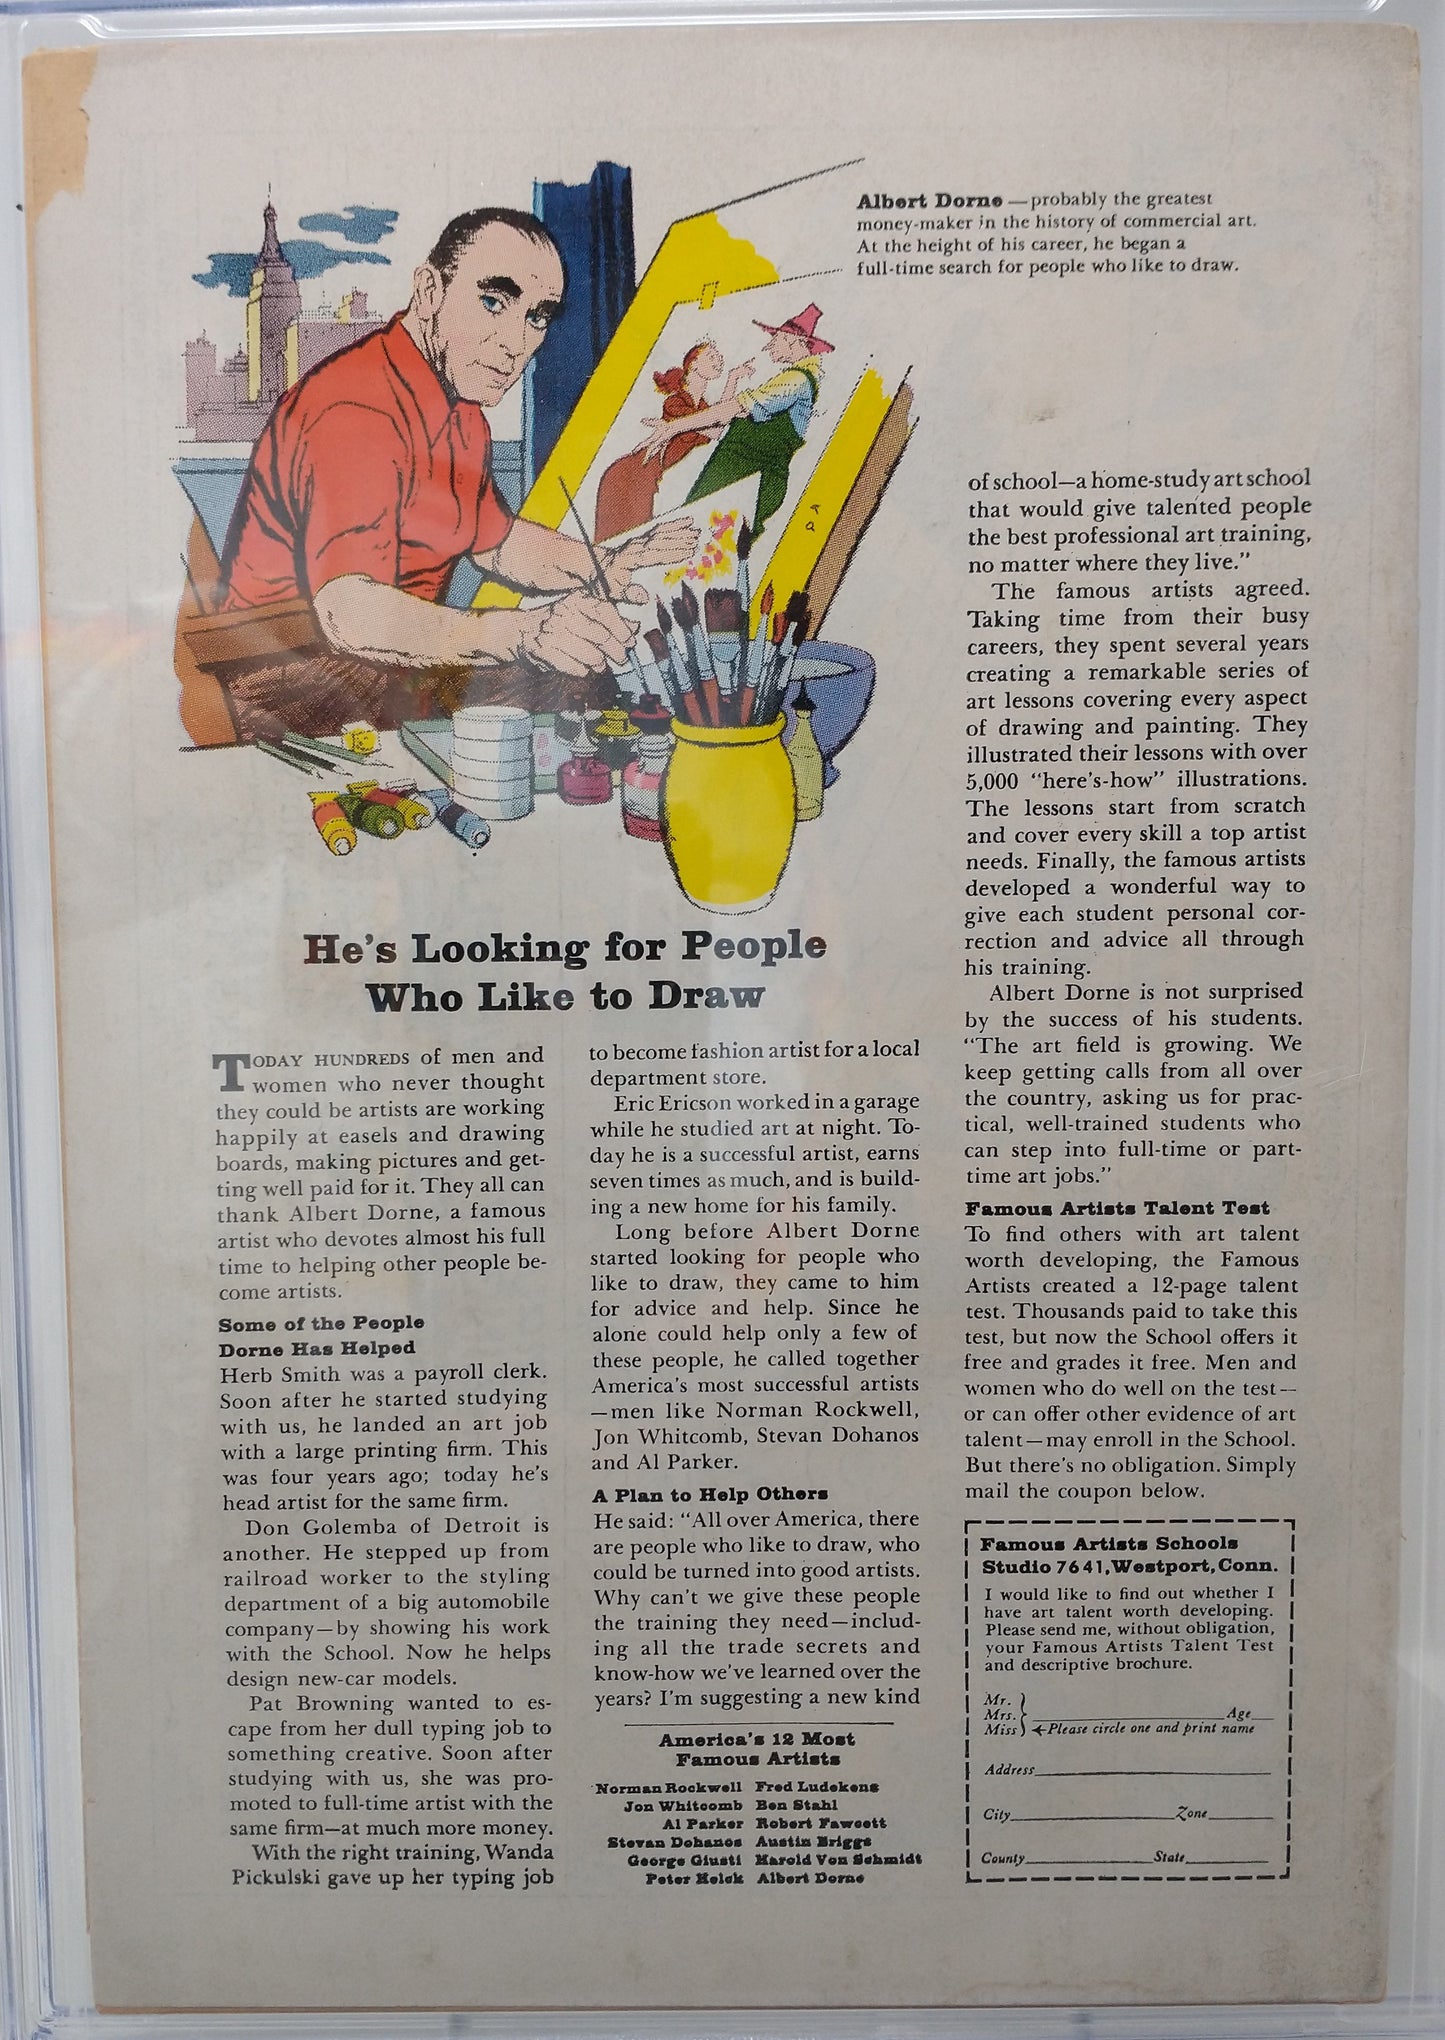 Albert Dorne — probably the greatest
money-maker in the history of commercial art.
At the height of his career, he began a
full-time search for people who like to draw.
He's Looking for People
Who Like to Draw
TODAY HUNDREDS of men and
women who never thought
they could be artists are working
happily at easels and drawing
boards, making pictures and get-
ting well paid for it. They all can
thank Albert Dorne, a famous
artist who devotes almost his full
time to helping other people be-
come artists.
Some of the People
Dorne Has Helped
Herb Smith was a payroll clerk.
Soon after he started studying
with us, he landed an art job
with a large printing firm. This
was four years ago; today he's
head artist for the same firm.
Don Golemba of Detroit is
another. He stepped up from
railroad worker to the styling
department of a big automobile
company—by showing his work
with the School. Now he helps
design new-car models.
Pat Browning wanted to es-
cape from her dull typing job to
something creative. Soon after
studying with us, she was pro-
moted to full-time artist with the
same firm—at much more money.
With the right training, Wanda
Pickulski gave up her typing job
to become fashion artist for a local
department store.
Eric Ericson worked in a garage
while he studied art at night. To-
day he is a successful artist, earns
seven times as much, and is build-
ing a new home for his family.
Long before Albert Dorne
started looking for people who
like to draw, they came to him
for advice and help. Since he
alone could help only a few of
these people, he called together
America's most successful artists
—men like Norman Rockwell,
Jon Whitcomb, Stevan Dohanos
and Al Parker.
A Plan to Help Others
He said: "All over America, there
are people who like to draw, who
could be turned into good artists.
Why can't we give these people
the training they need—includ-
ing all the trade secrets and
know-how we've learned over the
years? I'm suggesting a new kind
America's 12 Most
Famous Artists
Norman Rockwell Fred Ludekens
Jon Whitcomb Ben Stahl
Al Parker Robert Fawcett
Stevan Dohanos Austin Briggs
George Giusti Harold Von Schmidt
Peter Helck Albert Dorne
of school—a home-study art school
that would give talented people
the best professional art training,
no matter where they live."
The famous artists agreed.
Taking time from their busy
careers, they spent several years
creating a remarkable series of
art lessons covering every aspect
of drawing and painting. They
illustrated their lessons with over
5,000 "here's-how" illustrations.
The lessons start from scratch
and cover every skill a top artist
needs. Finally, the famous artists
developed a wonderful way to
give each student personal cor-
rection and advice all through
his training.
Albert Dorne is not surprised
by the success of his students.
"The art field is growing. We
keep getting calls from all over
the country, asking us for prac-
tical, well-trained students who
can step into full-time or part-
time art jobs."
Famous Artists Talent Test
To find others with art talent
worth developing, the Famous
Artists created a 12-page talent
test. Thousands paid to take this
test, but now the School offers it
free and grades it free. Men and
women who do well on the test—
or can offer other evidence of art
talent—may enroll in the School.
But there's no obligation. Simply
mail the coupon below.
Famous Artists Schools
Studio 7641, Westport, Conn.
I would like to find out whether I
have art talent worth developing.
Please send me, without obligation,
your Famous Artists Talent Test
and descriptive brochure.
Mr.
Mrs. Age
Miss ←Please circle one and print name
Address
City Zone
County State